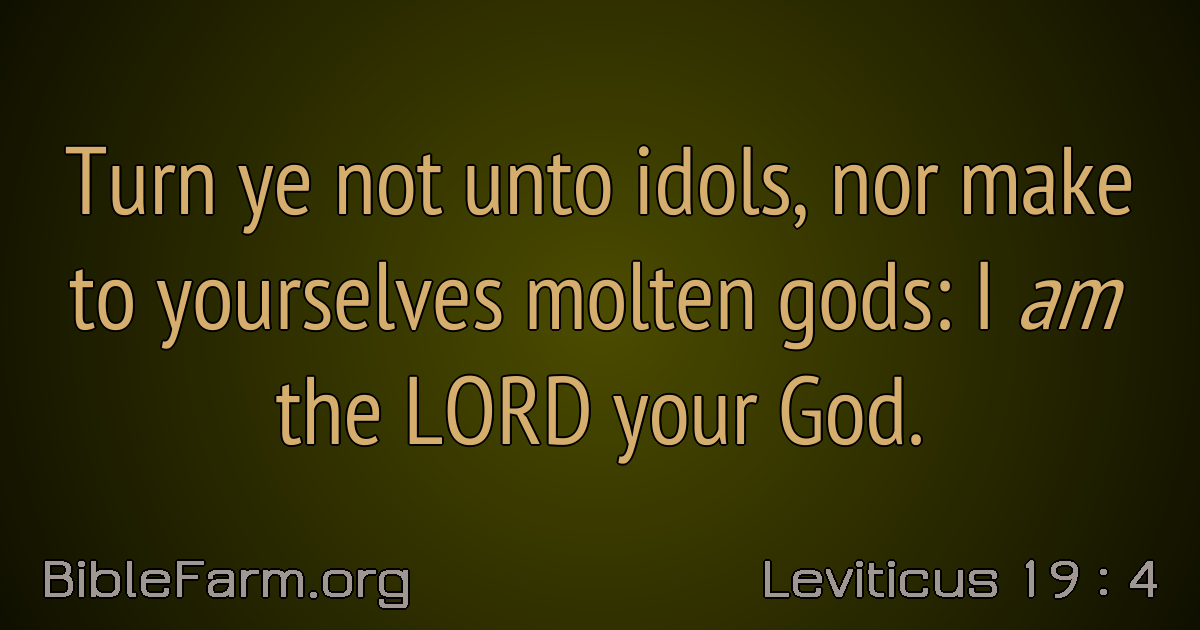 Turn ye not unto idols, nor make
to yourselves molten gods: I am
the LORD your God.
BibleFarm.org
Leviticus 19 : 4